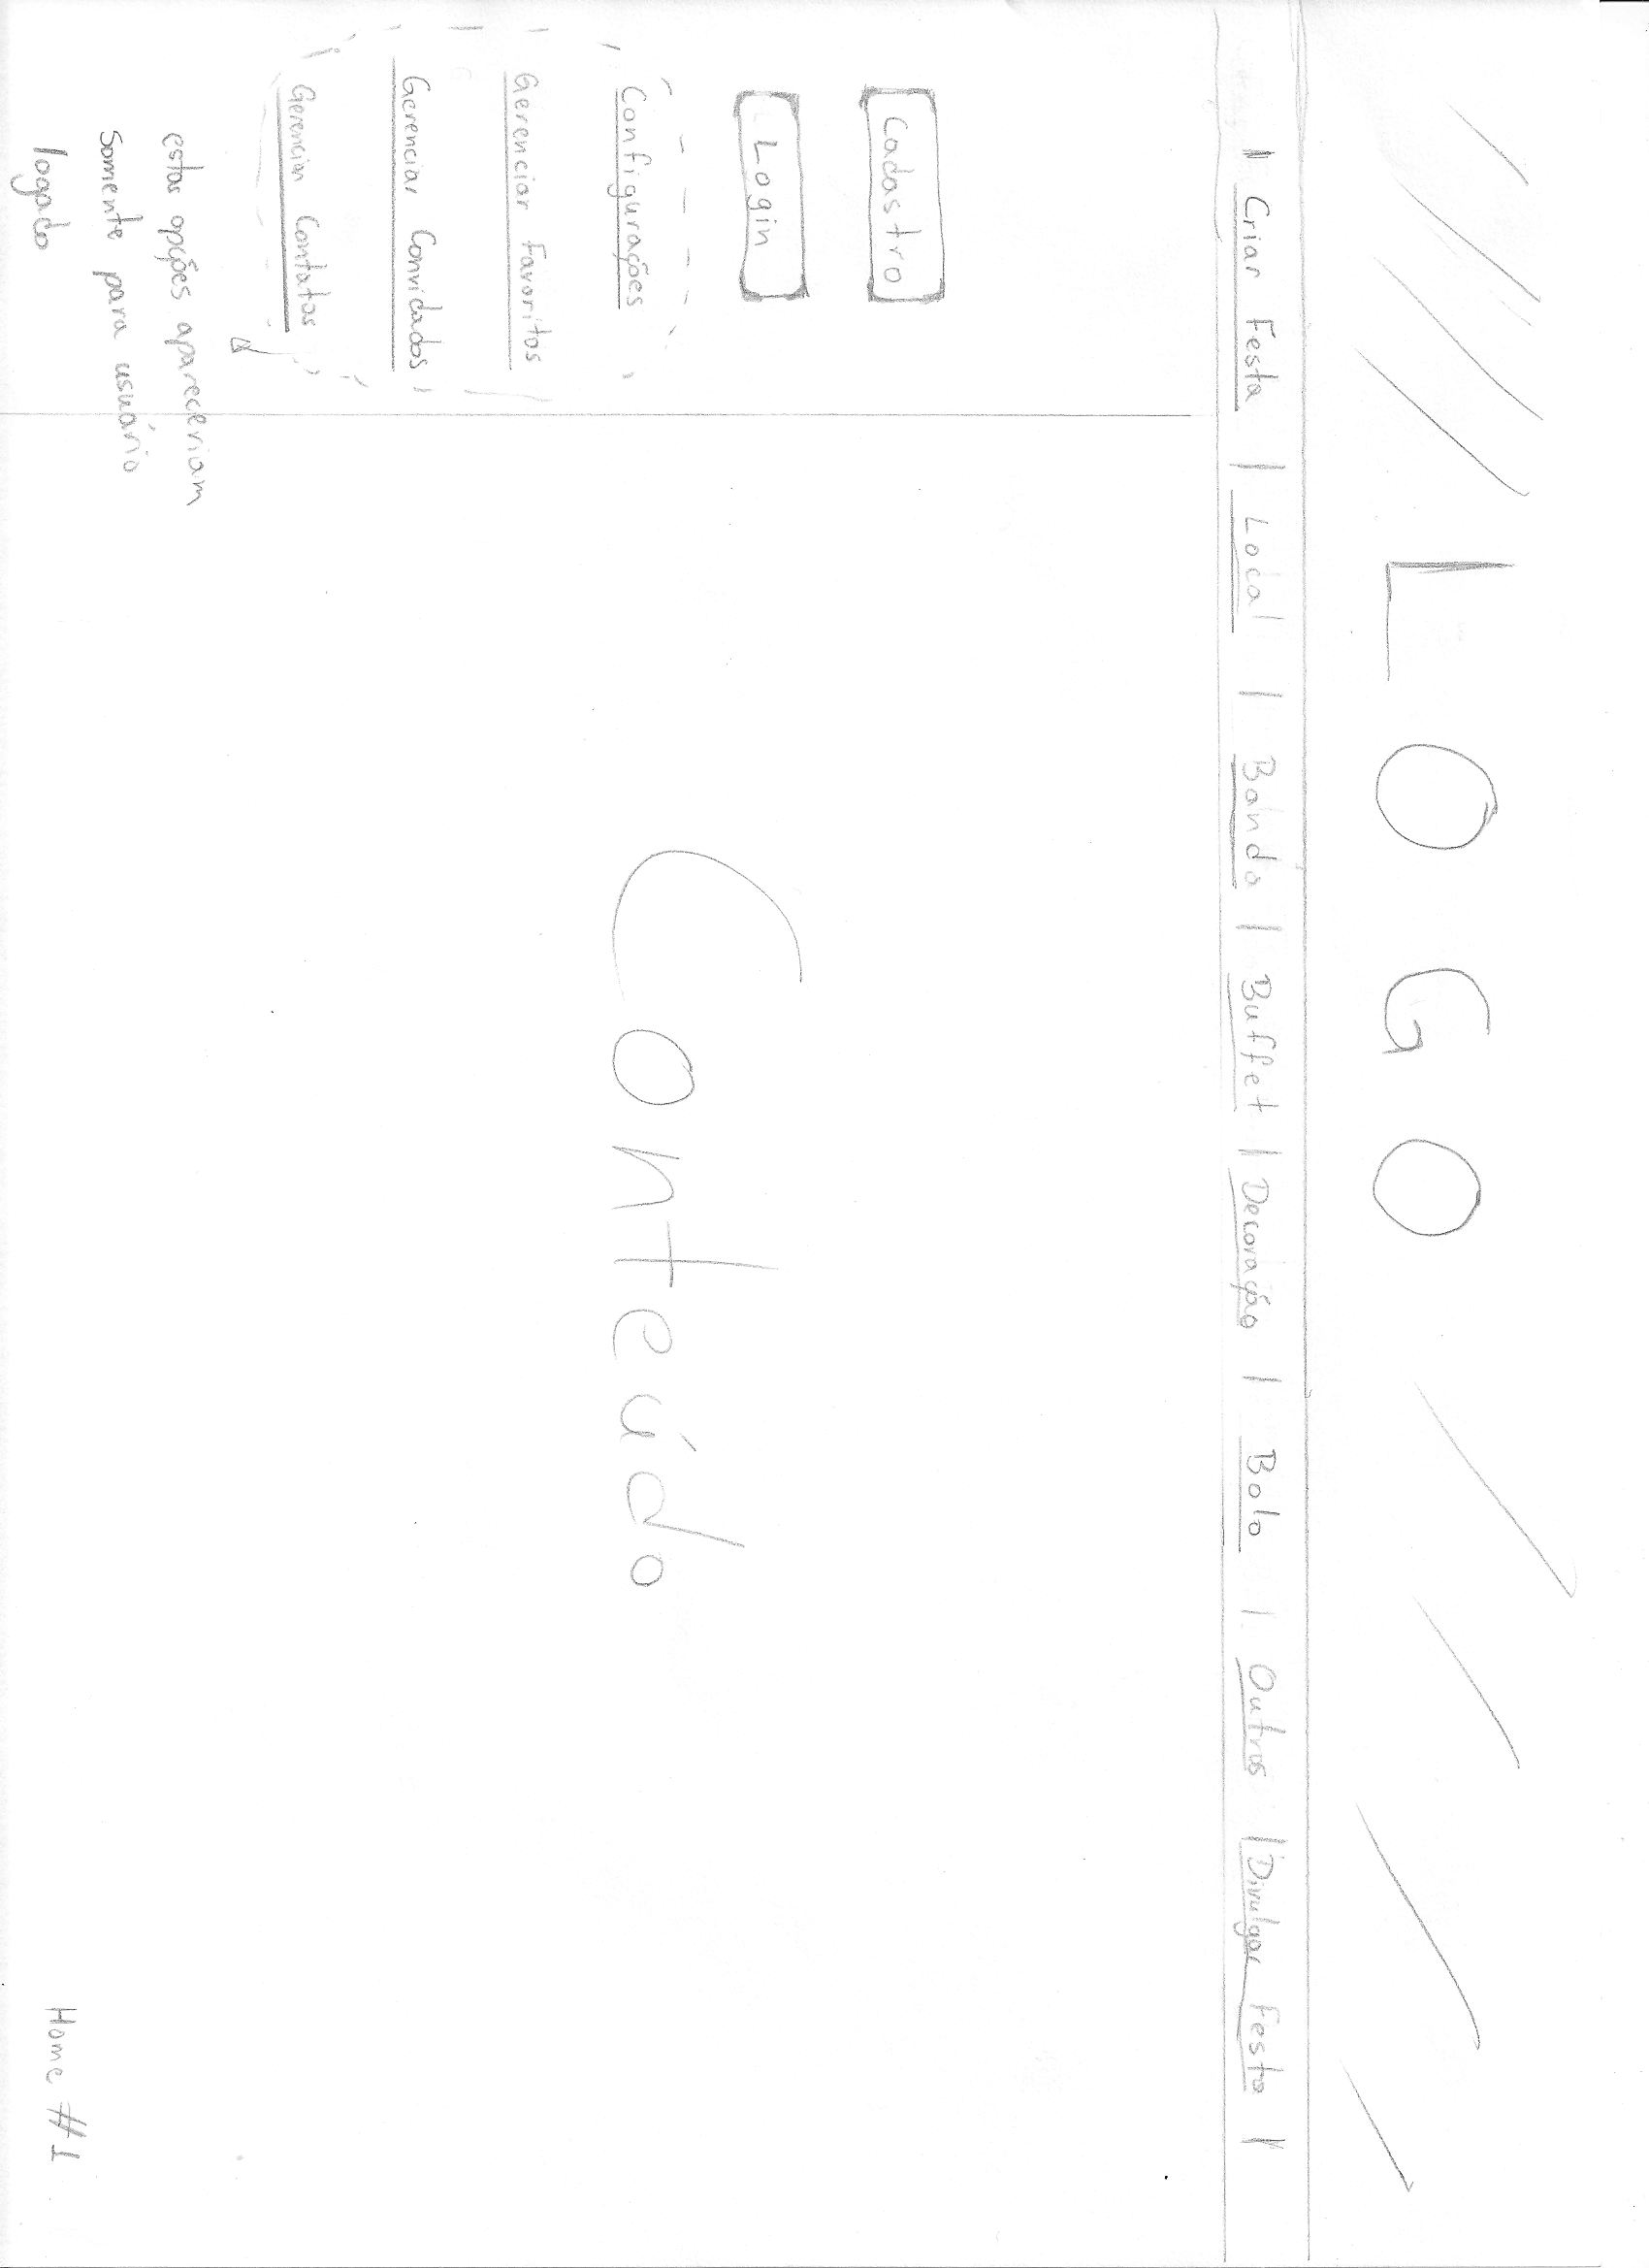 LOGO
| Criar Festa | Local | Banda | Buffet | Decoração | Bolo | Outros | Divulgar Festa |
Cadastro
Login
Configurações
Gerenciar Favoritos
Gerenciar Convidados
Gerenciar Contatos
estas opções apareceriam
somente para usuário
logado
Conteúdo
Home #1